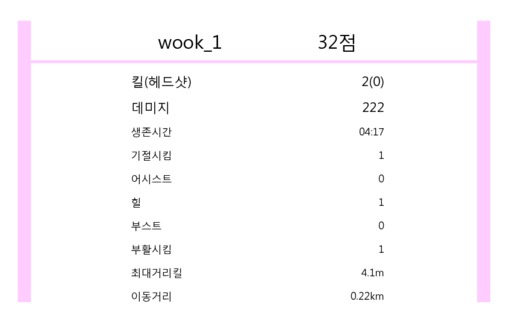 wook_1 32점
킬(헤드샷) 2(0)
데미지 222
생존시간 04:17
기절시킴 1
어시스트 0
힐 1
부스트 0
부활시킴 1
최대거리킬 4.1m
이동거리 0.22km